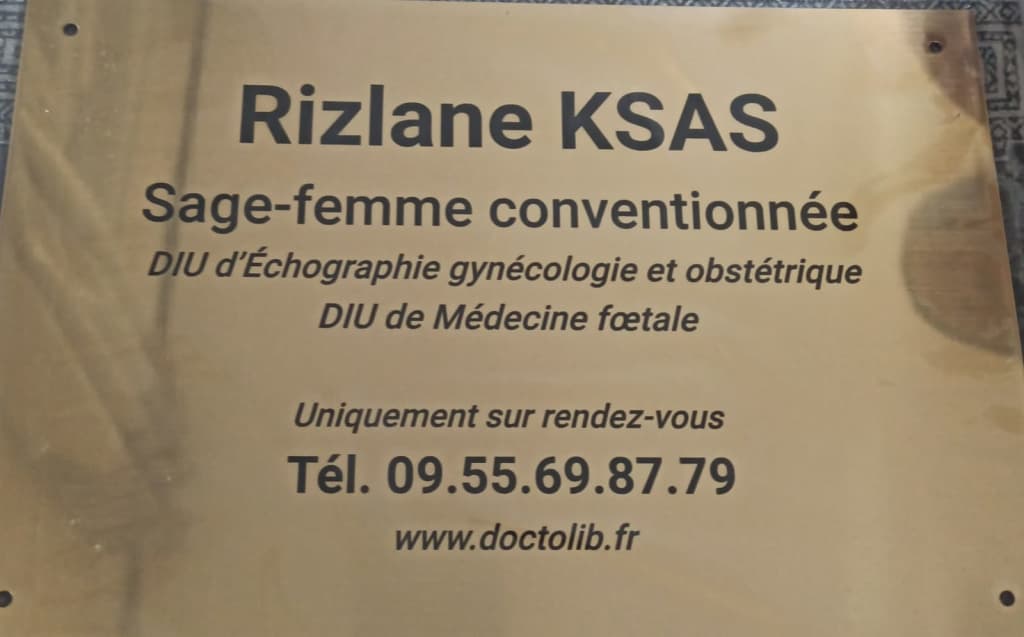 Rizlane KSAS
Sage-femme conventionnée
DIU d'Échographie gynécologie et obstétrique
DIU de Médecine fœtale
Uniquement sur rendez-vous
Tél. 09.55.69.87.79
www.doctolib.fr